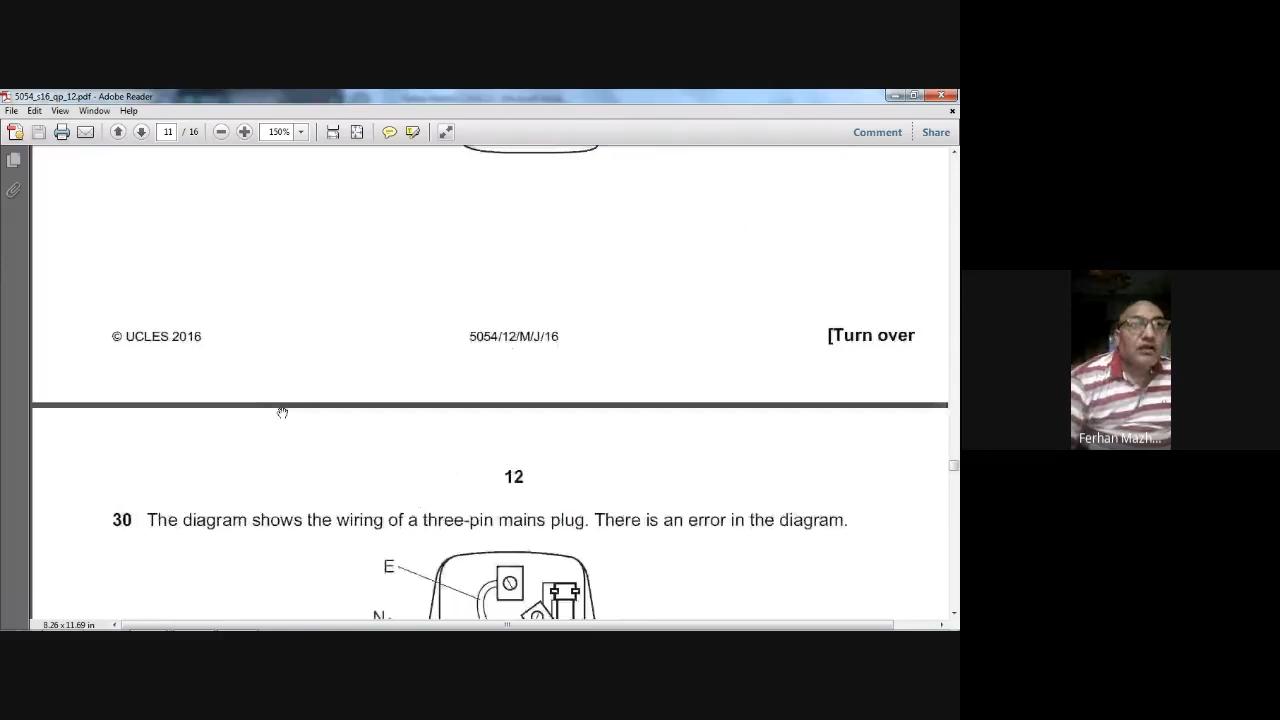 5054_s16_qp_12.pdf - Adobe Reader
File Edit View Window Help
11 / 16 150% Comment Share
© UCLES 2016 5054/12/M/J/16 [Turn over
12
30 The diagram shows the wiring of a three-pin mains plug. There is an error in the diagram.
E
N
8.26 x 11.69 in
Ferhan Mazh...